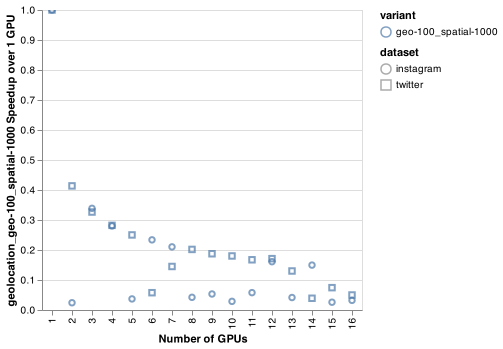 geolocation_geo-100_spatial-1000 Speedup over 1 GPU
1.0
0.9
0.8
0.7
0.6
0.5
0.4
0.3
0.2
0.1
0.0
1 2 3 4 5 6 7 8 9 10 11 12 13 14 15 16
Number of GPUs
variant
geo-100_spatial-1000
dataset
instagram
twitter